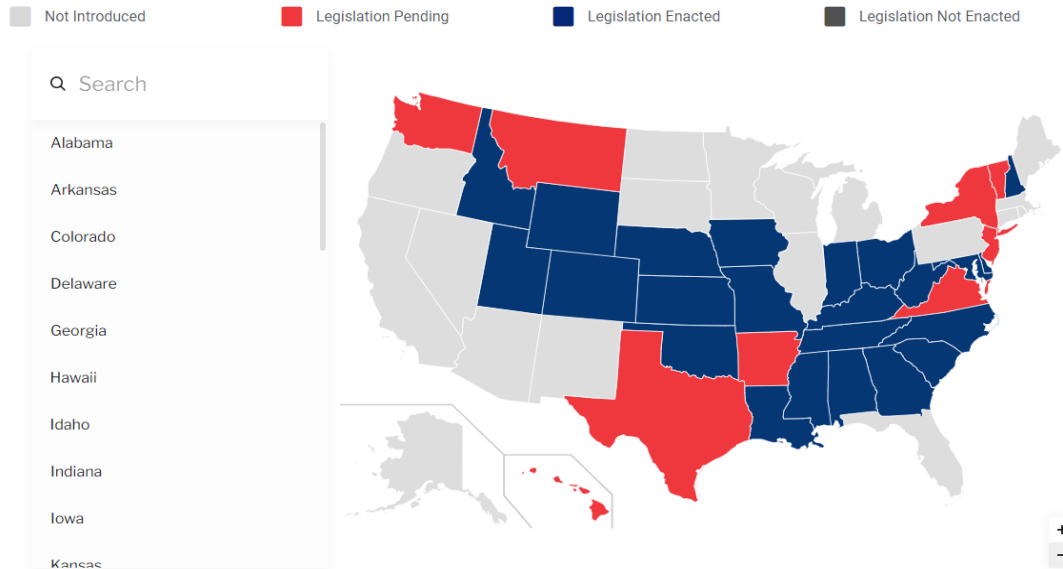 Not Introduced
Legislation Pending
Legislation Enacted
Legislation Not Enacted
Search
Alabama
Arkansas
Colorado
Delaware
Georgia
Hawaii
Idaho
Indiana
Iowa
Kansas